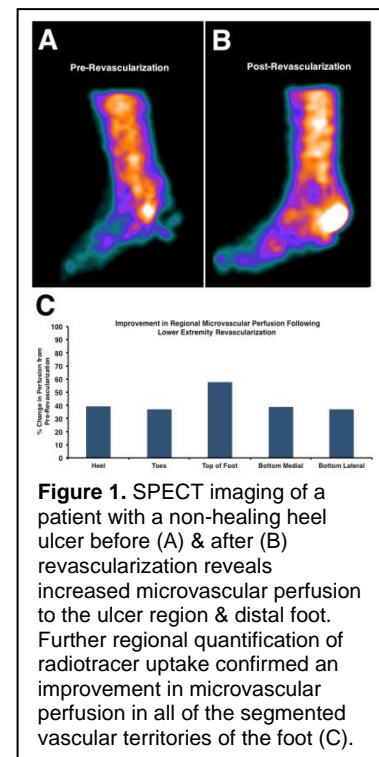 A
B
Pre-Revascularization
Post-Revascularization
C
Improvement in Regional Microvascular Perfusion Following
Lower Extremity Revascularization
% Change in Perfusion from
Pre-Revascularization
100
90
80
70
60
50
40
30
20
10
0
Heel
Toes
Top of Foot
Bottom Medial
Bottom Lateral
Figure 1. SPECT imaging of a
patient with a non-healing heel
ulcer before (A) & after (B)
revascularization reveals
increased microvascular perfusion
to the ulcer region & distal foot.
Further regional quantification of
radiotracer uptake confirmed an
improvement in microvascular
perfusion in all of the segmented
vascular territories of the foot (C).